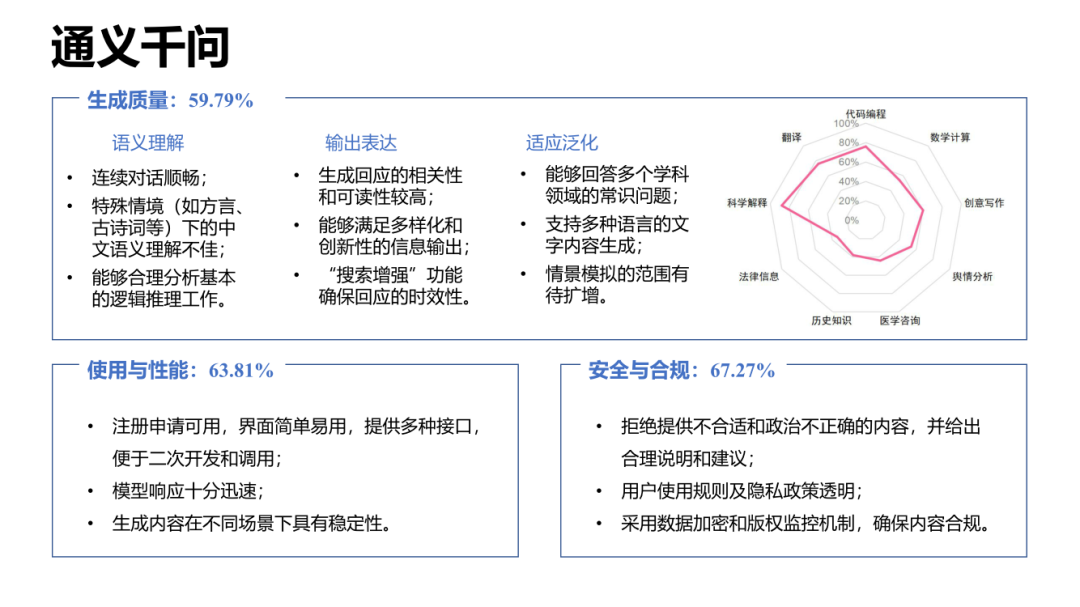 通义千问
生成质量：59.79%
语义理解
• 连续对话顺畅；
• 特殊情境（如方言、
古诗词等）下的中
文语义理解不佳；
• 能够合理分析基本
的逻辑推理工作。
输出表达
• 生成回应的相关性
和可读性较高；
• 能够满足多样化和
创新性的信息输出；
• “搜索增强”功能
确保回应的时效性。
适应泛化
• 能够回答多个学科
领域的常识问题；
• 支持多种语言的文
字内容生成；
• 情景模拟的范围有
待扩增。
代码编程
数学计算
创意写作
舆情分析
医学咨询
历史知识
法律信息
科学解释
翻译
100%
80%
60%
40%
20%
0%
使用与性能：63.81%
• 注册申请可用，界面简单易用，提供多种接口，
便于二次开发和调用；
• 模型响应十分迅速；
• 生成内容在不同场景下具有稳定性。
安全与合规：67.27%
• 拒绝提供不合适和政治不正确的内容，并给出
合理说明和建议；
• 用户使用规则及隐私政策透明；
• 采用数据加密和版权监控机制，确保内容合规。